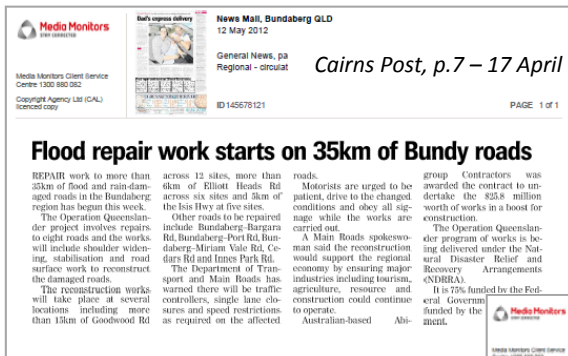 Media Monitors
STAY CONNECTED
Media Monitors Client Service
Centre 1300 880 082
Copyright Agency Ltd (CAL)
licenced copy
Dad's express delivery
News Mail, Bundaberg QLD
12 May 2012
General News, pa
Regional - circulat
ID 145678121
Cairns Post, p.7 – 17 April
PAGE 1 of 1
Flood repair work starts on 35km of Bundy roads
REPAIR work to more than
35km of flood and rain-dam-
aged roads in the Bundaberg
region has begun this week.
The Operation Queenslan-
der project involves repairs
to eight roads and the works
will include shoulder widen-
ing, stabilisation and road
surface work to reconstruct
the damaged roads.
The reconstruction works
will take place at several
locations including more
than 15km of Goodwood Rd
across 12 sites, more than
6km of Elliott Heads Rd
across six sites and 5km of
the Isis Hwy at five sites.
Other roads to be repaired
include Bundaberg–Bargara
Rd, Bundaberg–Port Rd, Bun-
daberg–Miriam Vale Rd, Ce-
dars Rd and Innes Park Rd.
The Department of Tran-
sport and Main Roads has
warned there will be traffic
controllers, single lane clo-
sures and speed restrictions
as required on the affected
roads.
Motorists are urged to be
patient, drive to the changed
conditions and obey all sig-
nage while the works are
carried out.
A Main Roads spokeswo-
man said the reconstruction
would support the regional
economy by ensuring major
industries including tourism,
agriculture, resource and
construction could continue
to operate.
Australian-based Abi-
group Contractors was
awarded the contract to un-
dertake the $25.8 million
worth of works in a boost for
construction.
The Operation Queenslan-
der program of works is be-
ing delivered under the Nat-
ural Disaster Relief and
Recovery Arrangements
(NDRRA).
It is 75% funded by the Fed-
eral Governm
funded by the
ment.
Media Monitors
Media Monitors Client Service